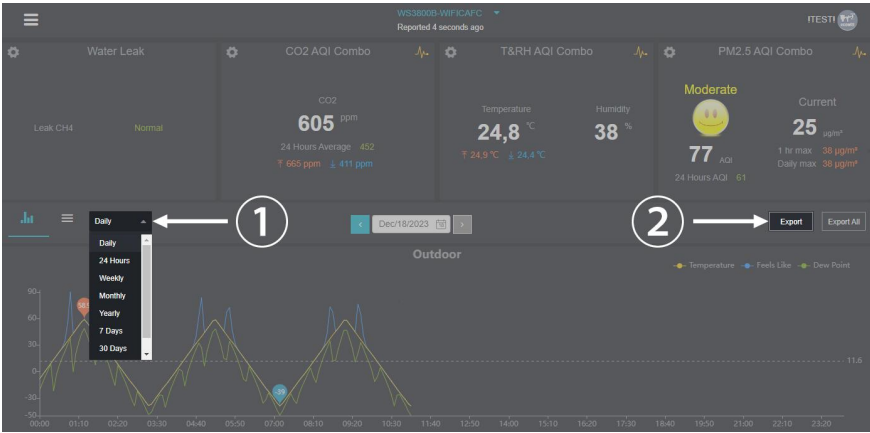 WS3800B-WIFICAFC
Reported 4 seconds ago
ITESTI
Water Leak
Leak CH4 Normal
CO2 AQI Combo
CO2
605 ppm
24 Hours Average 452
665 ppm 411 ppm
T&RH AQI Combo
Temperature Humidity
24,8 °C 38 %
24,9 °C 24,4 °C
PM2.5 AQI Combo
Moderate
Current
25 µg/m³
77 AQI
1 hr max 38 µg/m³
Daily max 38 µg/m³
24 Hours AQI 61
Daily
1
< Dec/18/2023 >
2
Export
Export All
Daily
24 Hours
Weekly
Monthly
Yearly
7 Days
30 Days
Outdoor
Temperature Feels Like Dew Point
90
60
30
0
-30
-50
-39
11.6
00:00 01:10 02:20 03:30 04:40 05:50 07:00 08:10 09:20 10:30 11:40 12:50 14:00 15:10 16:20 17:30 18:40 19:50 21:00 22:10 23:20